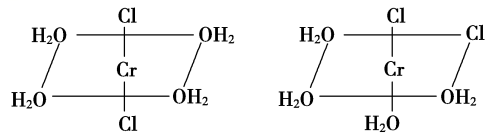 Cl Cl
H₂O OH₂ H₂O Cl
Cr Cr
H₂O OH₂ H₂O OH₂
Cl H₂O